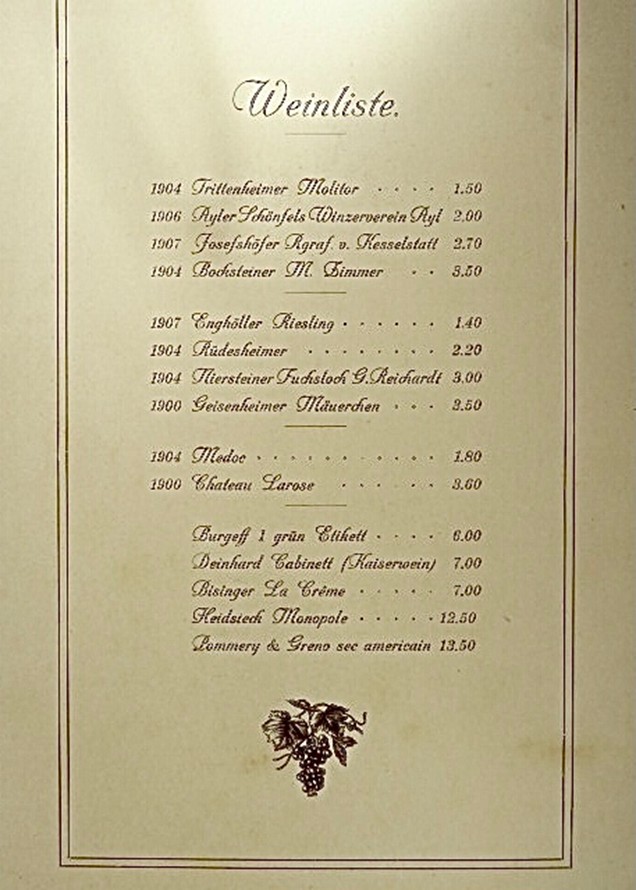 Weinliste.
1904 Trittenheimer Molitor . . . . 1.50
1906 Ayler Schönfels Winzerverein Ayl 2.00
1907 Josefshöfer Rgraf. v. Kesselstatt 2.70
1904 Bocksteiner M. Zimmer . . 3.50
1907 Enghöller Riesling . . . . . . 1.40
1904 Rüdesheimer . . . . . . . . 2.20
1904 Niersteiner Fuchsloch G. Reichardt 3.00
1900 Geisenheimer Mäuerchen . . . 3.50
1904 Medoc . . . . . . . . . . . 1.80
1900 Chateau Larose . . . . . 3.60
Burgeff 1 grün Etikett . . . . 6.00
Deinhard Cabinett (Kaiserwein) 7.00
Bisinger La Crême . . . . . 7.00
Heidsieck Monopole . . . . . 12.50
Pommery & Greno sec americain 13.50